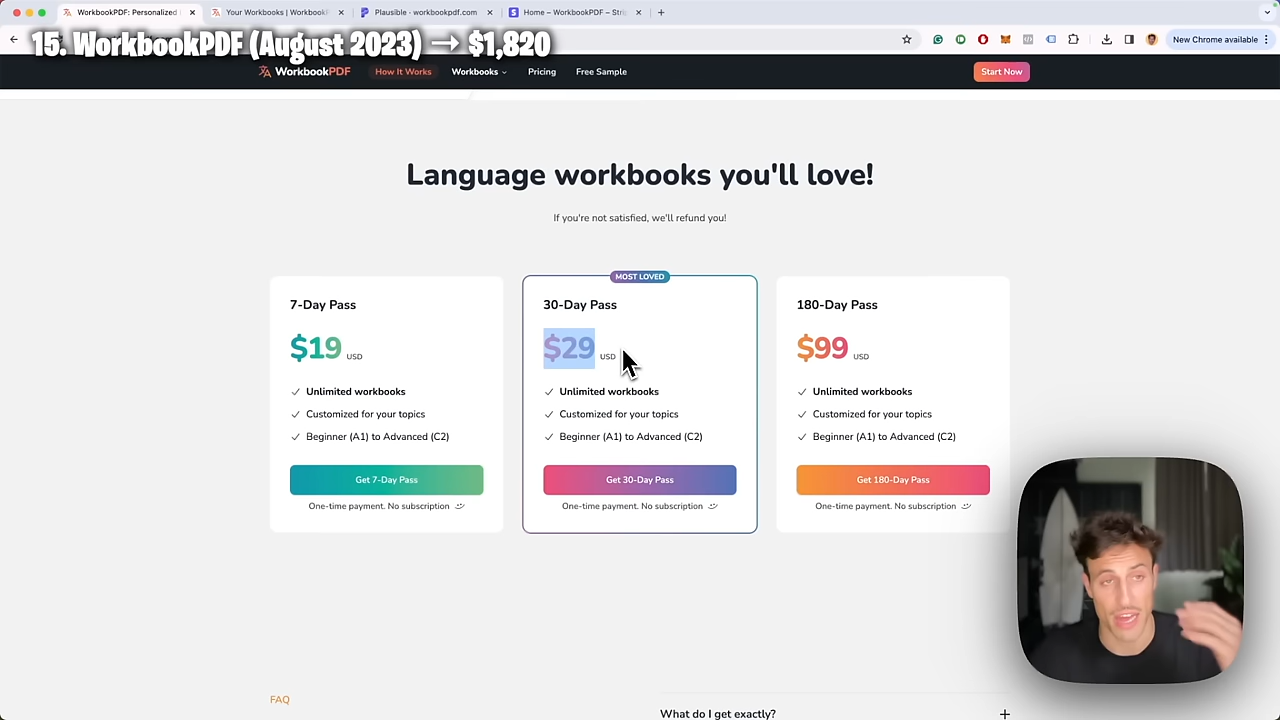 WorkbookPDF: Personalized
Your Workbooks | Workbook
Plausible · workbookpdf.com
Home – WorkbookPDF – Stri
15. WorkbookPDF (August 2023) → $1,820
New Chrome available
WorkbookPDF
How It Works
Workbooks
Pricing
Free Sample
Start Now
Language workbooks you'll love!
If you're not satisfied, we'll refund you!
7-Day Pass
$19 USD
Unlimited workbooks
Customized for your topics
Beginner (A1) to Advanced (C2)
Get 7-Day Pass
One-time payment. No subscription
MOST LOVED
30-Day Pass
$29 USD
Unlimited workbooks
Customized for your topics
Beginner (A1) to Advanced (C2)
Get 30-Day Pass
One-time payment. No subscription
180-Day Pass
$99 USD
Unlimited workbooks
Customized for your topics
Beginner (A1) to Advanced (C2)
Get 180-Day Pass
One-time payment. No subscription
FAQ
What do I get exactly?